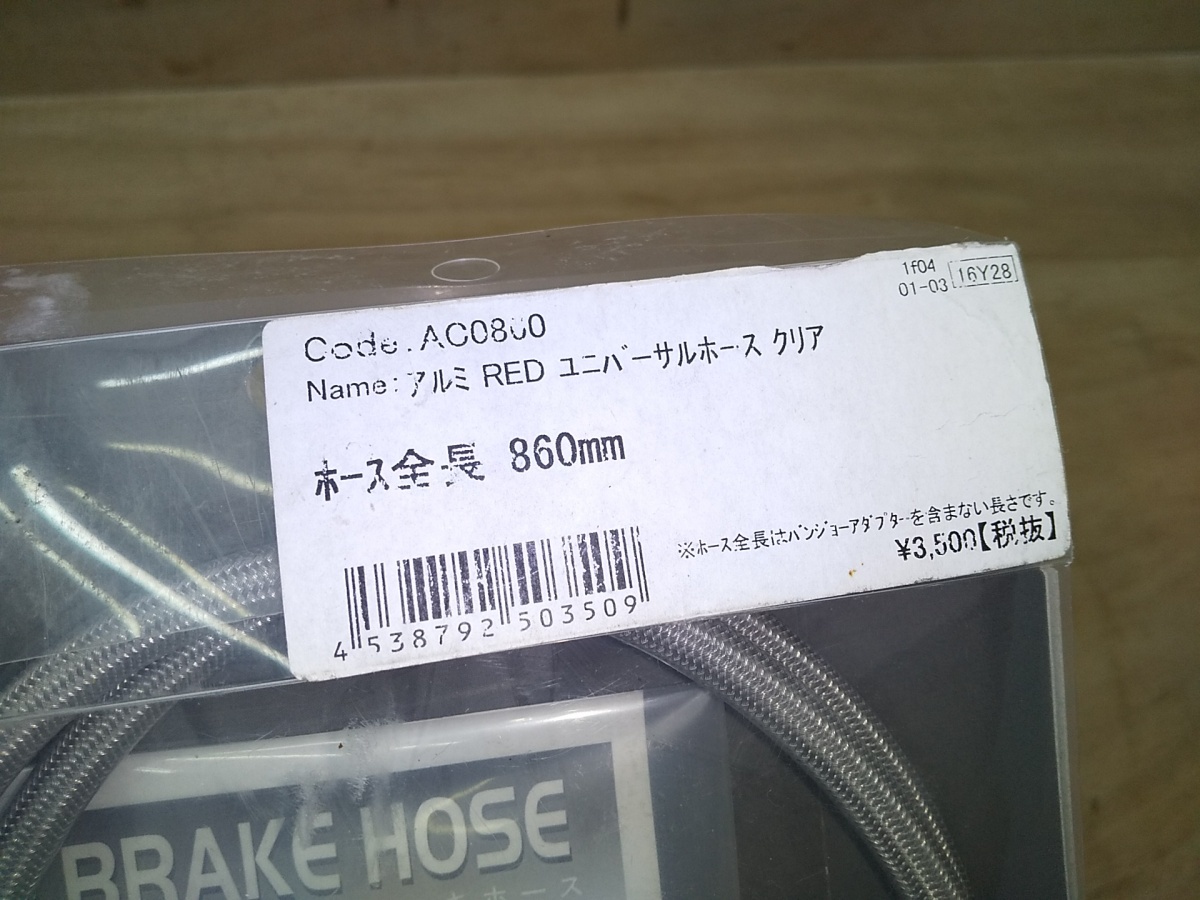 1f04
01-03 16Y28
Name:アルミ RED ユニバーサルホース クリア
ホース全長 860mm
※ホース全長はバンジョーアダプターを含まない長さです。
¥3,500【税抜】
4 538792 503509
BRAKE HOSE
ホース